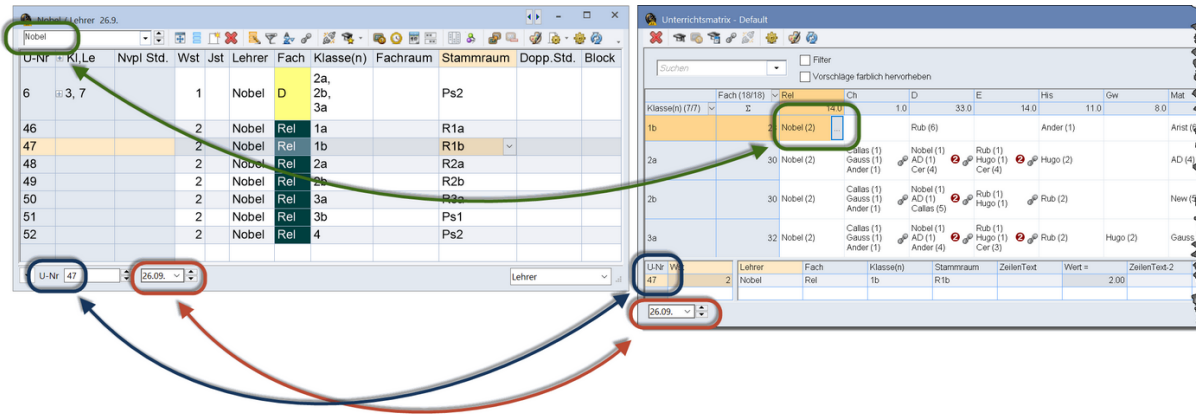 Nobel / Lehrer 26.9.
Nobel
U-Nr Kl,Le Nvpl Std. Wst Jst Lehrer Fach Klasse(n) Fachraum Stammraum Dopp.Std. Block
6 3, 7 1 Nobel D 2a, 2b, 3a Ps2
46 2 Nobel Rel 1a R1a
47 2 Nobel Rel 1b R1b
48 2 Nobel Rel 2a R2a
49 2 Nobel Rel 2b R2b
50 2 Nobel Rel 3a R3a
51 2 Nobel Rel 3b Ps1
52 2 Nobel Rel 4 Ps2
U-Nr 47 26.09. Lehrer
Unterrichtsmatrix - Default
Suchen
Filter
Vorschläge farblich hervorheben
Fach (18/18) Rel Ch D E His Gw Mat
Klasse(n) (7/7) Σ 14.0 1.0 33.0 14.0 11.0 8.0
1b Nobel (2) ... Rub (6) Ander (1) Arist
2a 30 Nobel (2) Callas (1) Gauss (1) Ander (1) Nobel (1) AD (1) Cer (4) 2 Rub (1) Hugo (1) Cer (4) 2 Hugo (2) AD (4)
2b 30 Nobel (2) Callas (1) Gauss (1) Ander (1) Nobel (1) AD (1) Callas (5) 2 Rub (1) Hugo (1) Rub (2) New
3a 32 Nobel (2) Callas (1) Gauss (1) Ander (1) Nobel (1) AD (1) Ander (4) 2 Rub (1) Hugo (1) Cer (3) 2 Rub (2) Hugo (2) Gauss
U-Nr Wst Lehrer Fach Klasse(n) Stammraum ZeilenText Wert = ZeilenText-2
47 2 Nobel Rel 1b R1b 2.00
26.09.